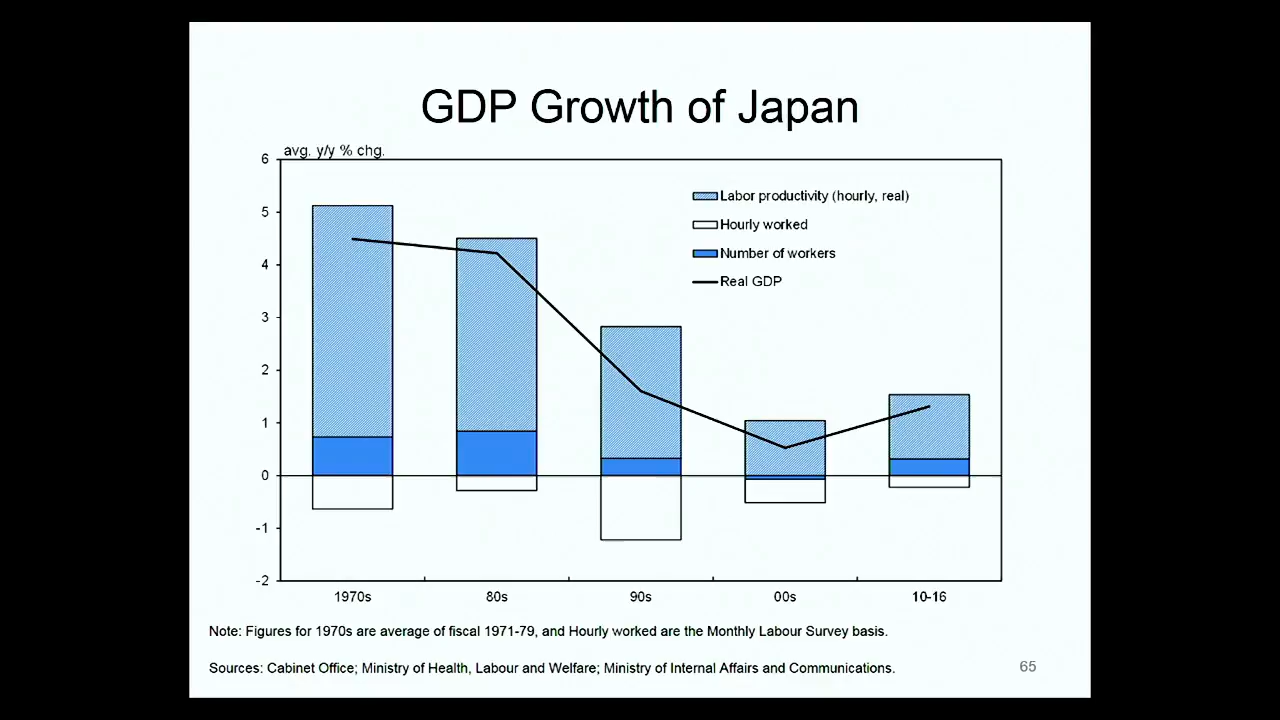 GDP Growth of Japan
avg. y/y % chg.
6
5
4
3
2
1
0
-1
-2
Labor productivity (hourly, real)
Hourly worked
Number of workers
Real GDP
1970s 80s 90s 00s 10-16
Note: Figures for 1970s are average of fiscal 1971-79, and Hourly worked are the Monthly Labour Survey basis.
Sources: Cabinet Office; Ministry of Health, Labour and Welfare; Ministry of Internal Affairs and Communications.
65